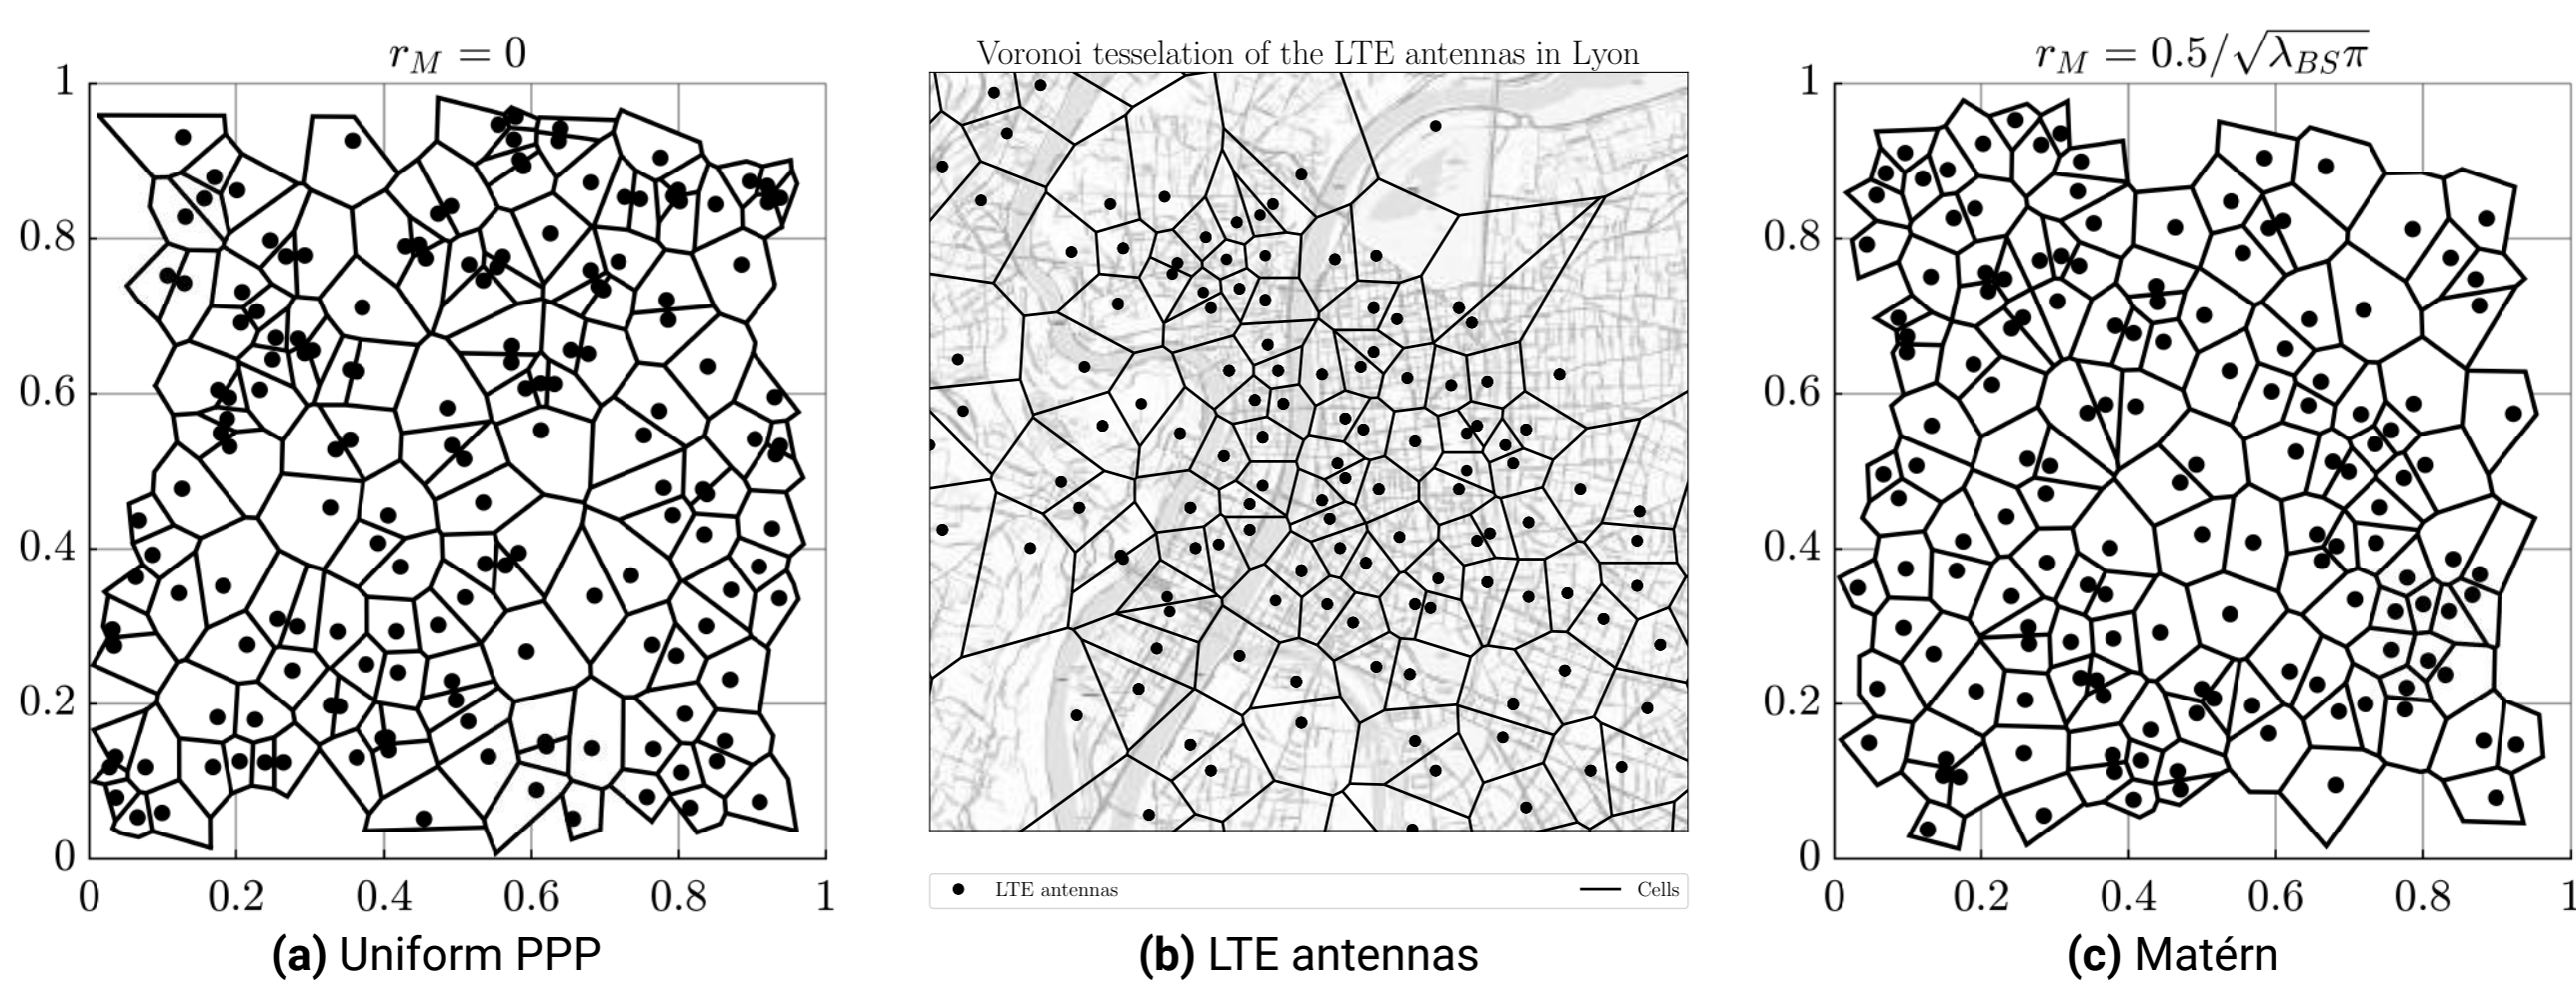 r_M = 0
1
0.8
0.6
0.4
0.2
0
0 0.2 0.4 0.6 0.8 1
(a) Uniform PPP
Voronoi tesselation of the LTE antennas in Lyon
LTE antennas Cells
(b) LTE antennas
r_M = 0.5/√λ_BSπ
1
0.8
0.6
0.4
0.2
0
0 0.2 0.4 0.6 0.8 1
(c) Matérn